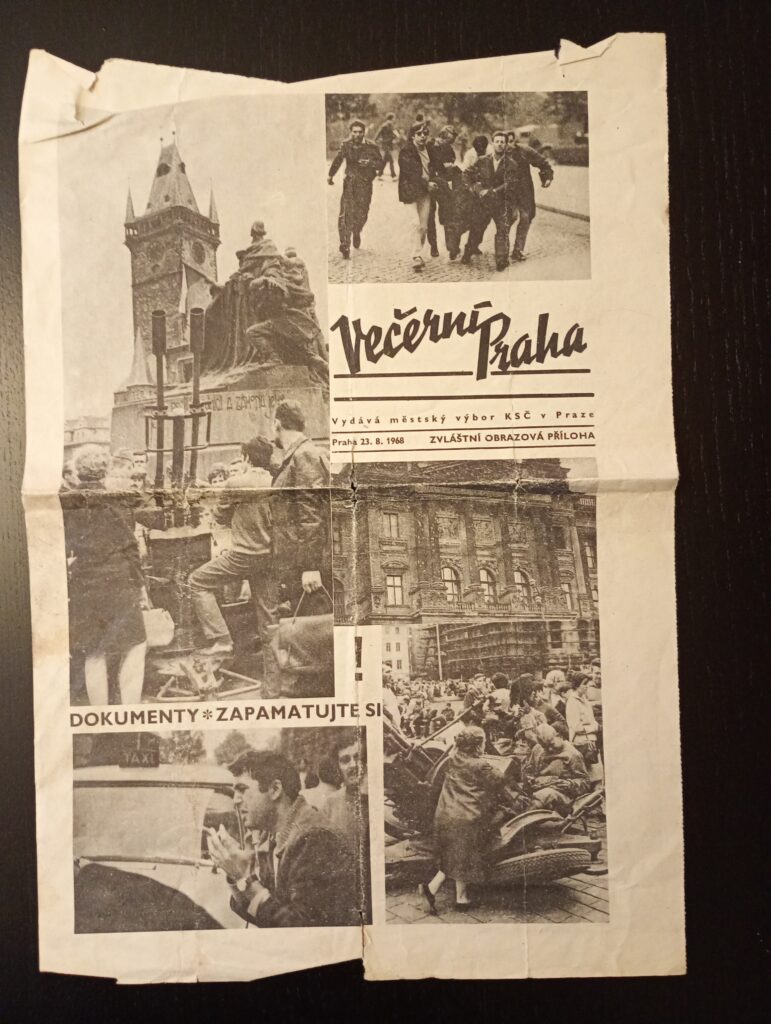 Večerní
Praha
Vydává městský výbor KSČ v Praze
Praha 23. 8. 1968 ZVLÁŠTNÍ OBRAZOVÁ PŘÍLOHA
!
DOKUMENTY * ZAPAMATUJTE SI
TAXI